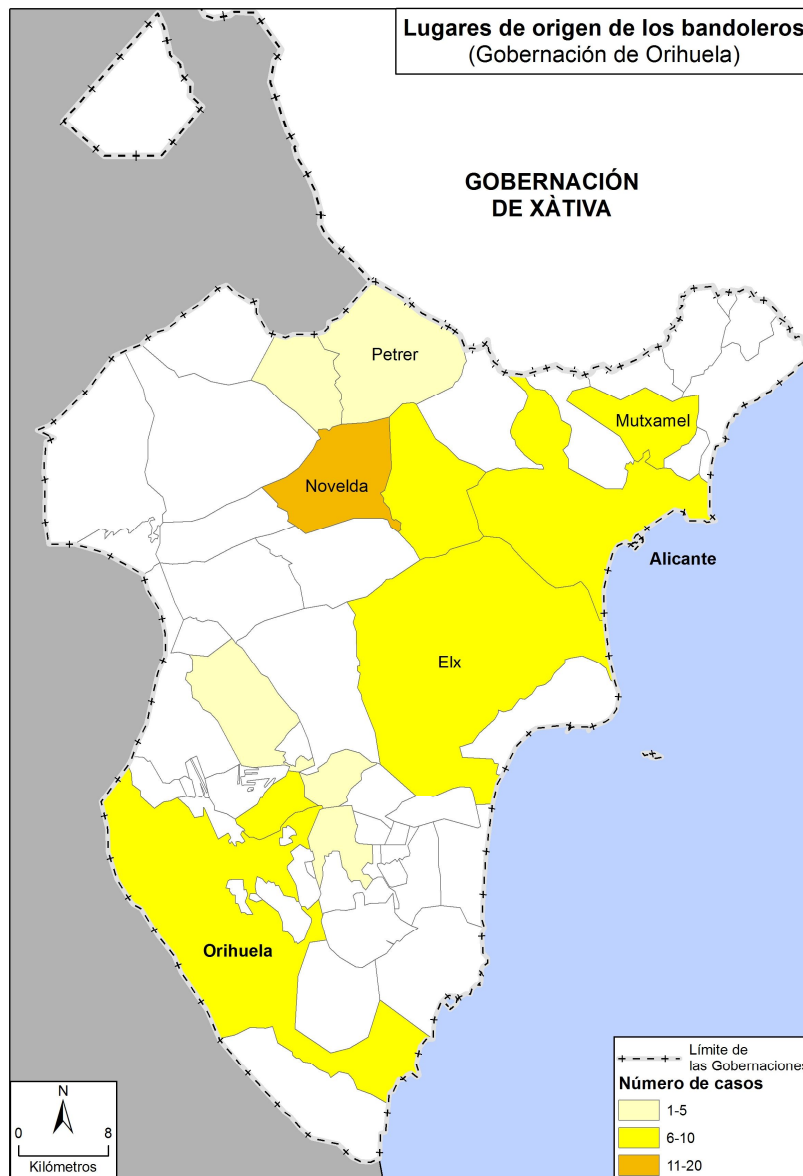 Lugares de origen de los bandoleros
(Gobernación de Orihuela)
GOBERNACIÓN
DE XÀTIVA
Petrer
Mutxamel
Novelda
Alicante
Elx
Orihuela
N
0 8
Kilómetros
Límite de
las Gobernaciones
Número de casos
1-5
6-10
11-20